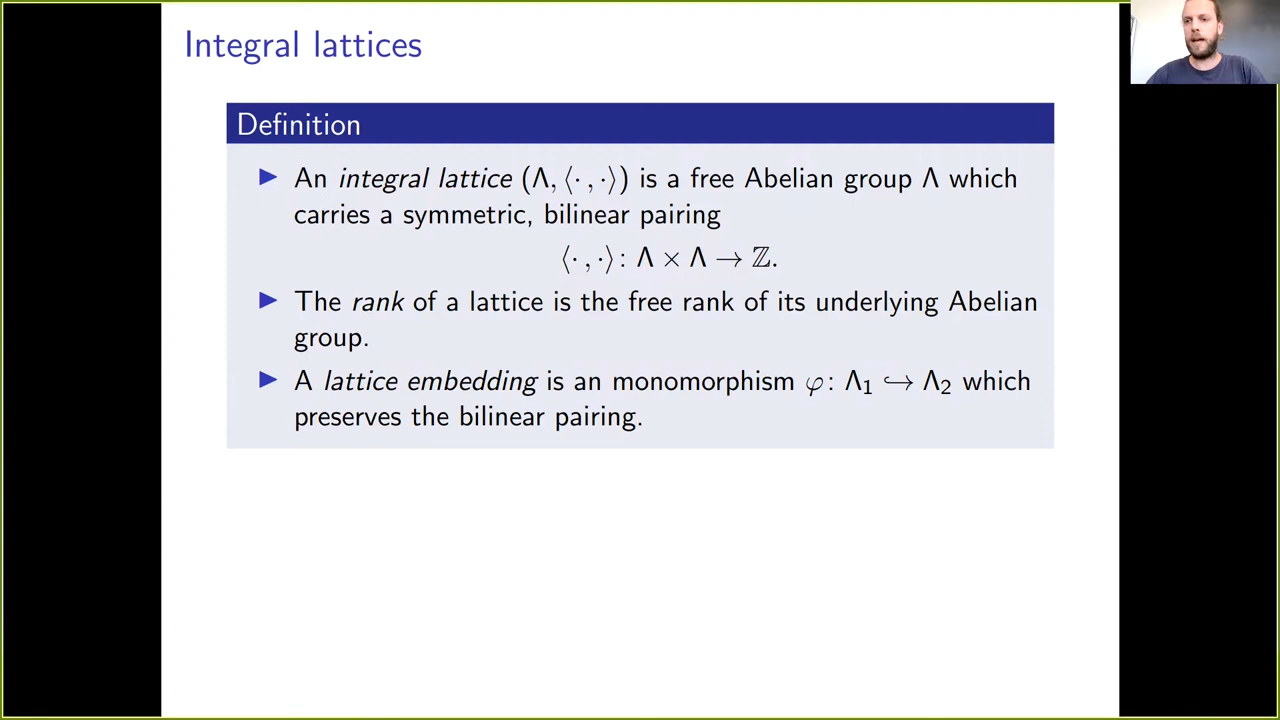 Integral lattices
Definition
▶ An integral lattice (Λ, ⟨· , ·⟩) is a free Abelian group Λ which
carries a symmetric, bilinear pairing
⟨· , ·⟩ : Λ × Λ → ℤ.
▶ The rank of a lattice is the free rank of its underlying Abelian
group.
▶ A lattice embedding is an monomorphism φ : Λ₁ ↪ Λ₂ which
preserves the bilinear pairing.